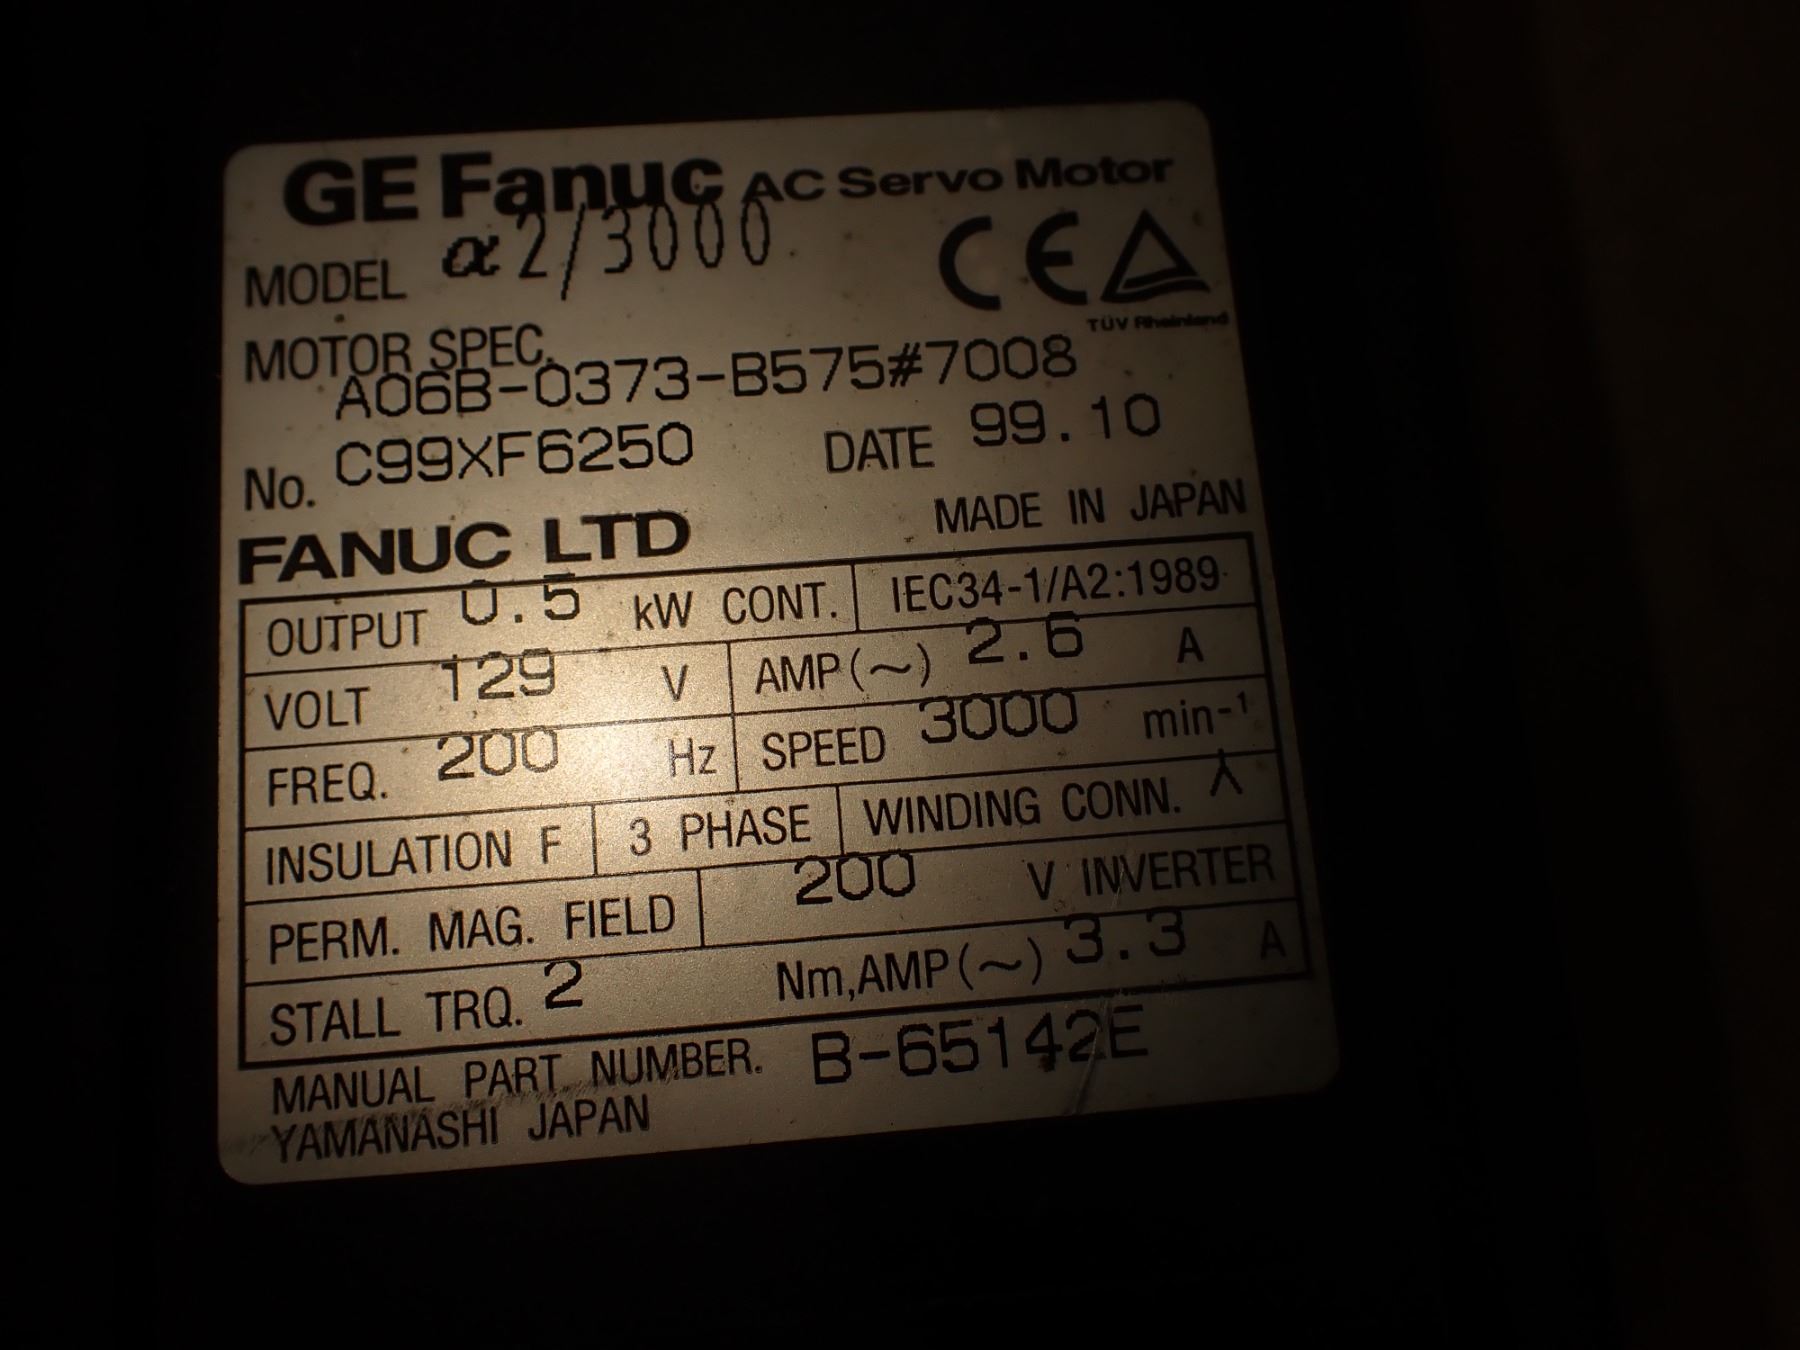 GE Fanuc AC Servo Motor
MODEL α2/3000
CE
TÜV Rheinland
MOTOR SPEC.
A06B-0373-B575#7008
No. C99XF6250 DATE 99.10
FANUC LTD MADE IN JAPAN
OUTPUT 0.5 kW CONT. IEC34-1/A2:1989
VOLT 129 V AMP(~) 2.6 A
FREQ. 200 Hz SPEED 3000 min-¹
INSULATION F 3 PHASE WINDING CONN. 人
PERM. MAG. FIELD 200 V INVERTER
STALL TRQ. 2 Nm,AMP(~) 3.3 A
MANUAL PART NUMBER. B-65142E
YAMANASHI JAPAN